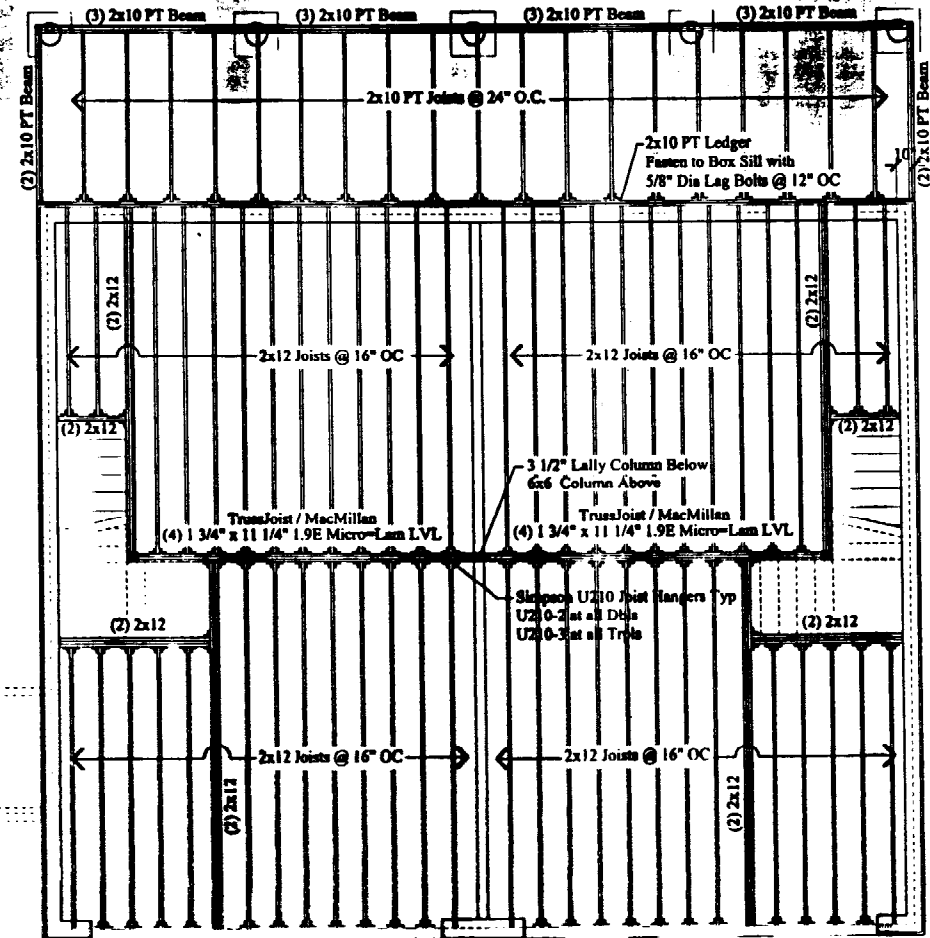 (3) 2x10 PT Beam
(3) 2x10 PT Beam
(3) 2x10 PT Beam
(3) 2x10 PT Beam
(2) 2x10 PT Beam
(2) 2x10 PT Beam
2x10 PT Joists @ 24" O.C.
2x10 PT Ledger
Fasten to Box Sill with
5/8" Dia Lag Bolts @ 12" OC
10"
(2) 2x12
(2) 2x12
2x12 Joists @ 16" OC
2x12 Joists @ 16" OC
(2) 2x12
(2) 2x12
3 1/2" Lally Column Below
6x6 Column Above
TrussJoist / MacMillan
(4) 1 3/4" x 11 1/4" 1.9E Micro=Lam LVL
TrussJoist / MacMillan
(4) 1 3/4" x 11 1/4" 1.9E Micro=Lam LVL
Simpson U210 Joist Hangers Typ
U210-2 at all Dbls
U210-3 at all Trpls
(2) 2x12
(2) 2x12
2x12 Joists @ 16" OC
2x12 Joists @ 16" OC
(2) 2x12
(2) 2x12